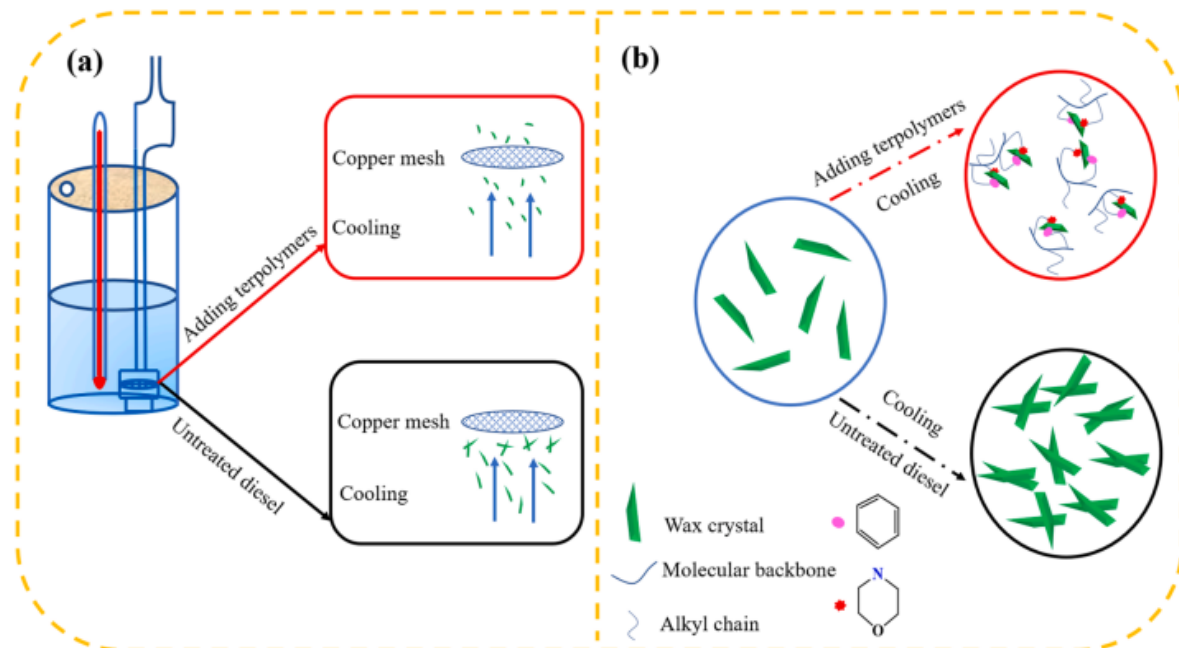 (a)
Copper mesh
Cooling
Adding terpolymers
Copper mesh
Cooling
Untreated diesel
(b)
Adding terpolymers
Cooling
Cooling
Untreated diesel
Wax crystal
Molecular backbone
Alkyl chain
N
O